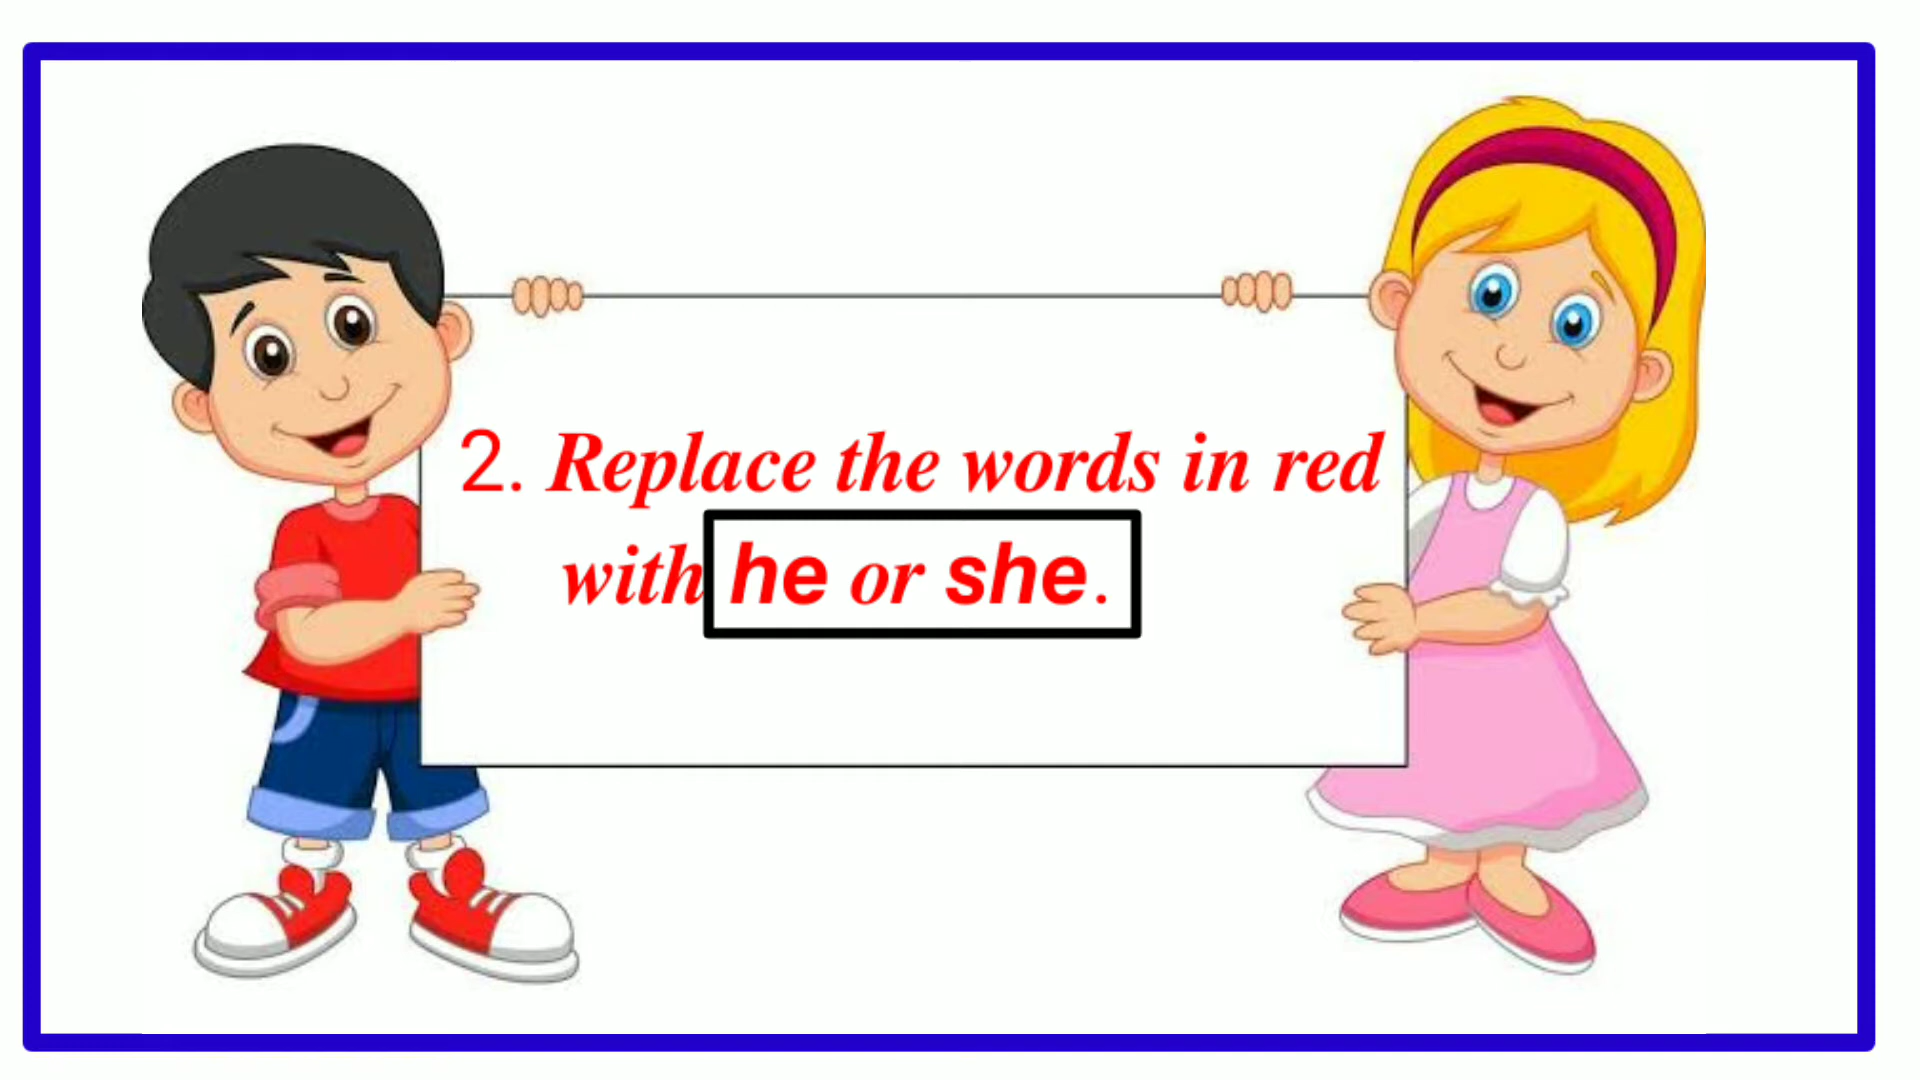 2. Replace the words in red
with he or she.